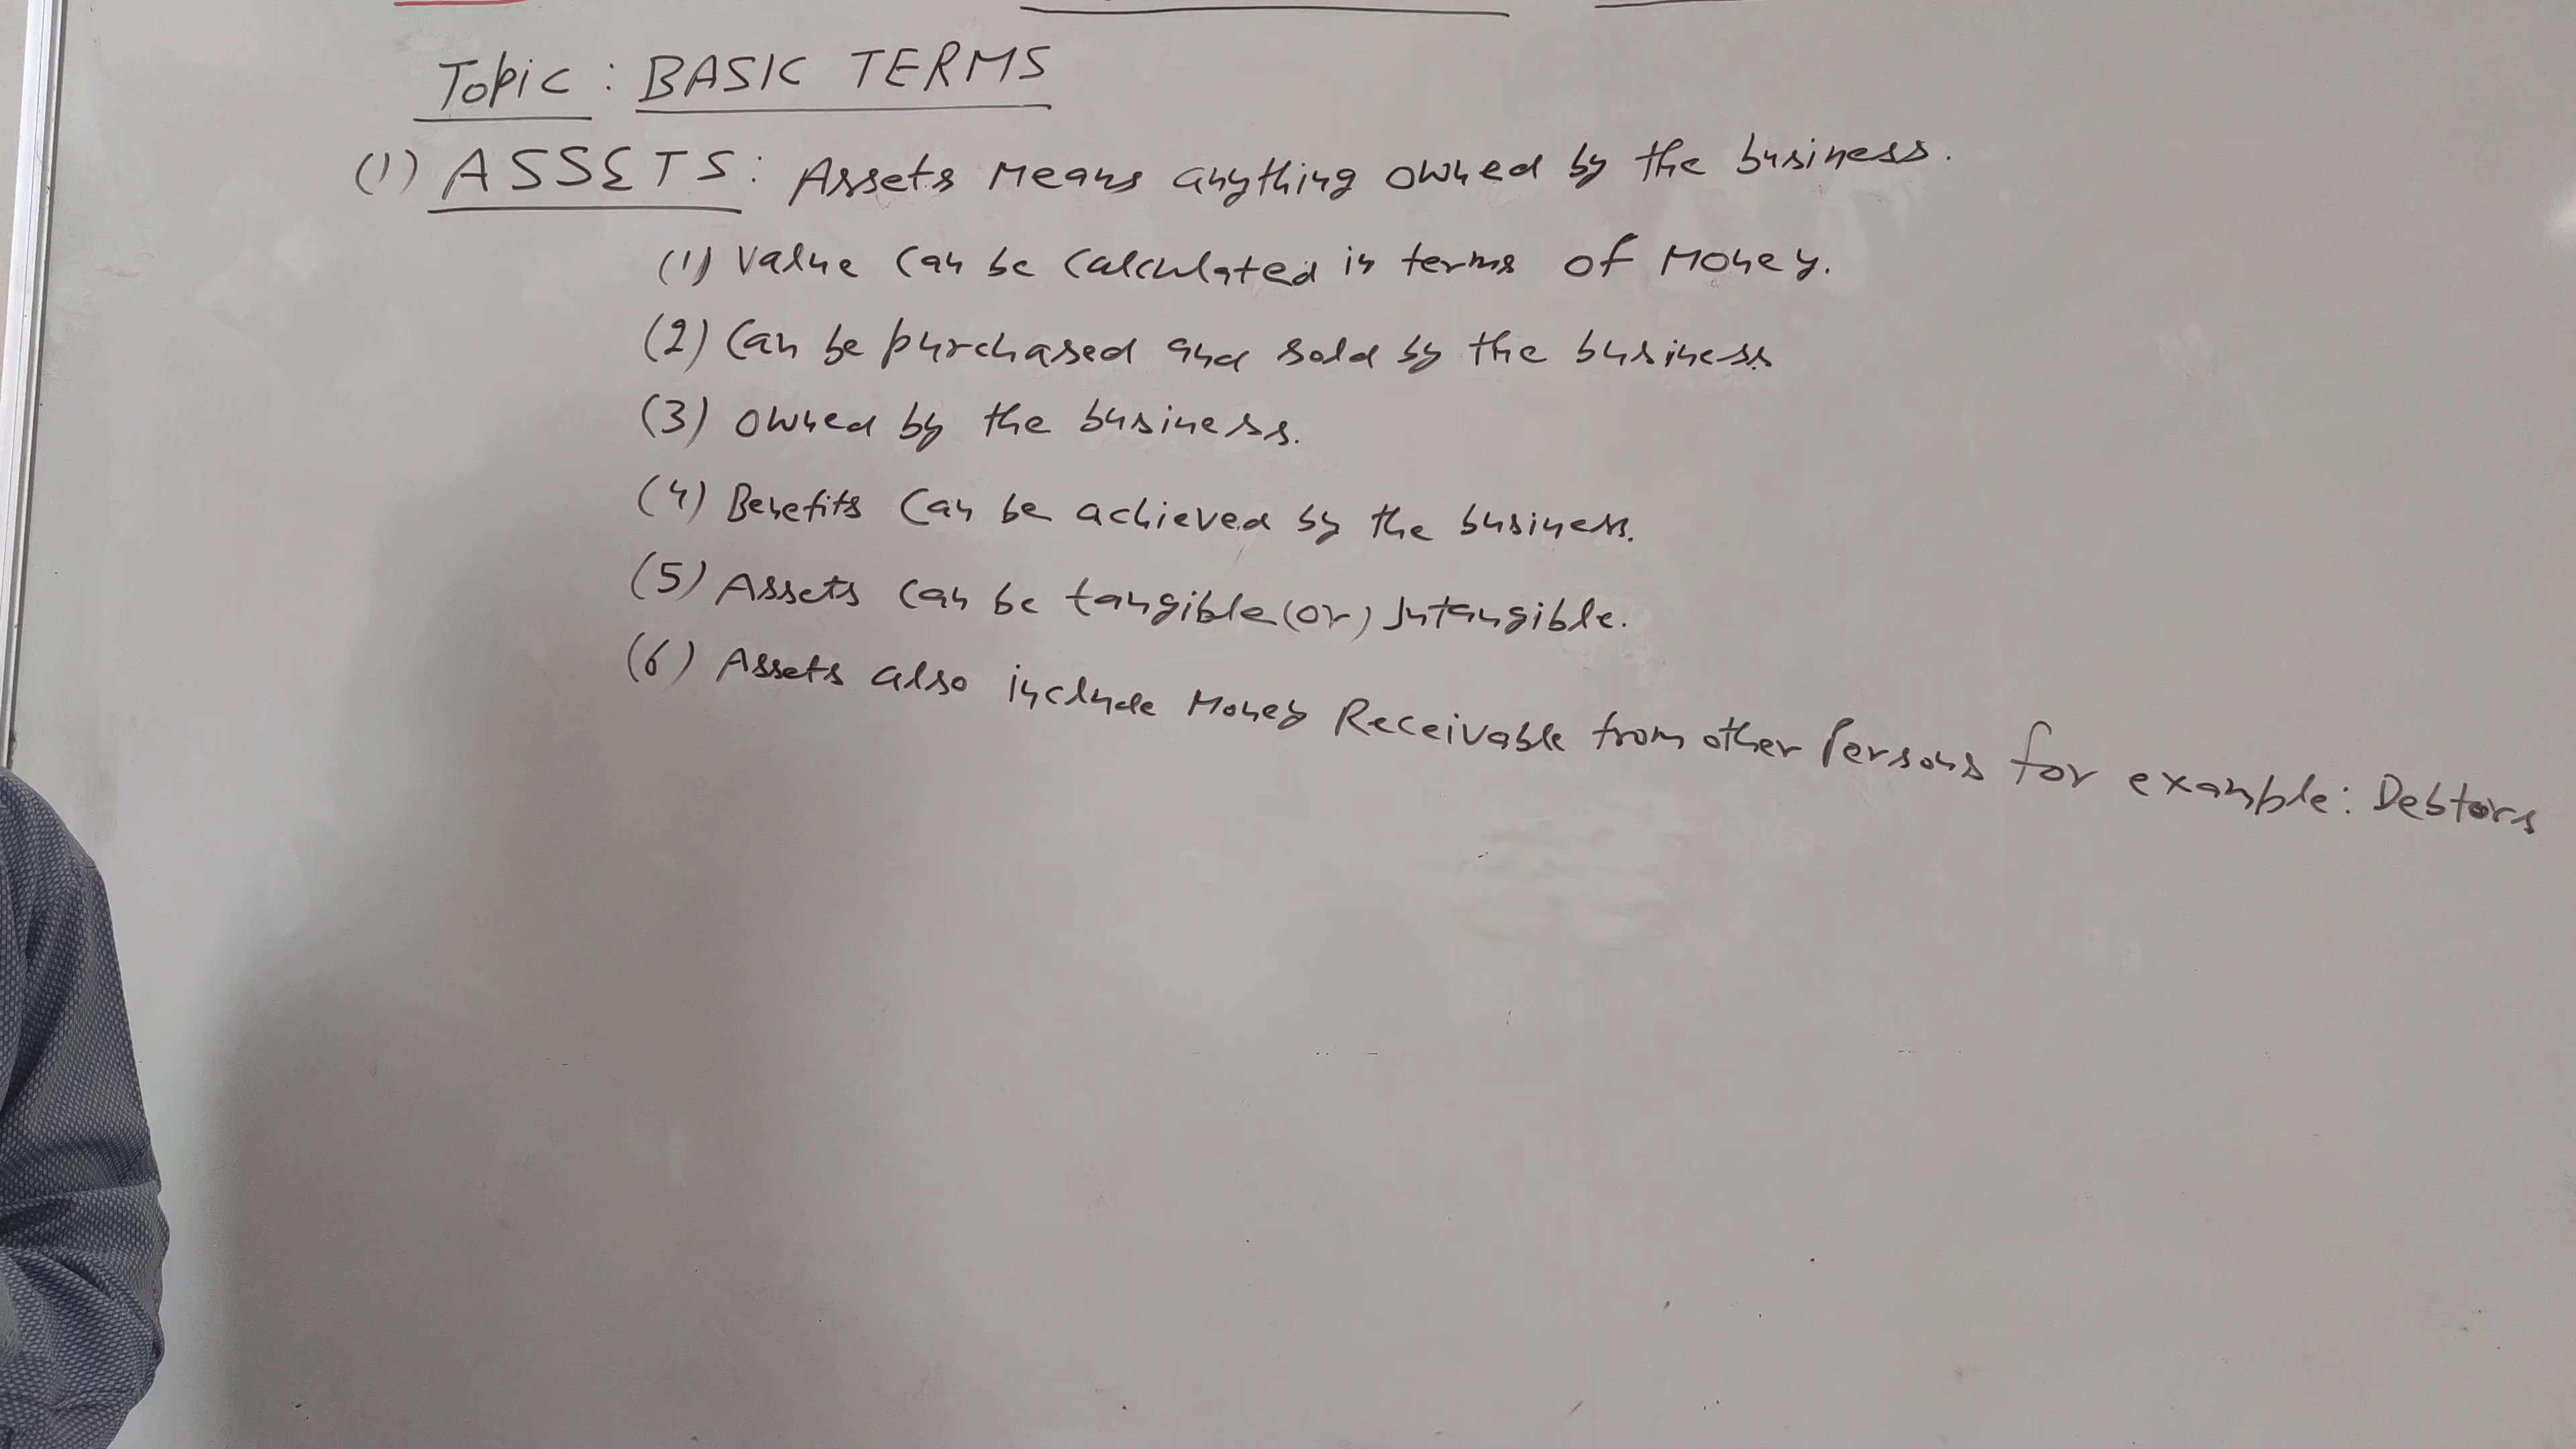 Topic : BASIC TERMS
(1) ASSETS : Assets Means anything owned by the business.
(1) Value can be calculated in terms of Money.
(2) Can be purchased and sold by the business
(3) owned by the business.
(4) Benefits can be achieved by the business.
(5) Assets can be tangible (or) Intangible.
(6) Assets also include Money Receivable from other Persons for example: Debtors